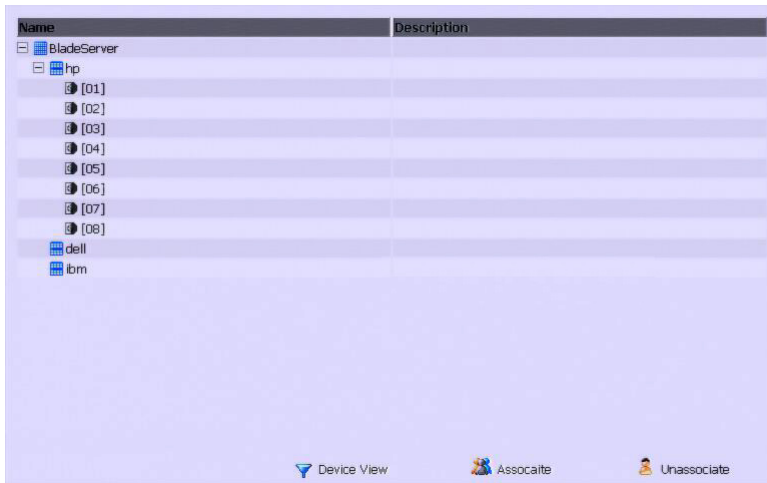 Name Description
BladeServer
hp
[01]
[02]
[03]
[04]
[05]
[06]
[07]
[08]
dell
ibm
Device View Assocaite Unassociate